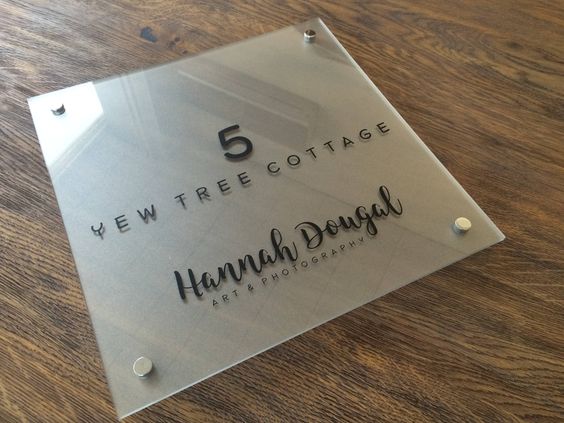 5
YEW TREE COTTAGE
Hannah Dougal
ART & PHOTOGRAPHY